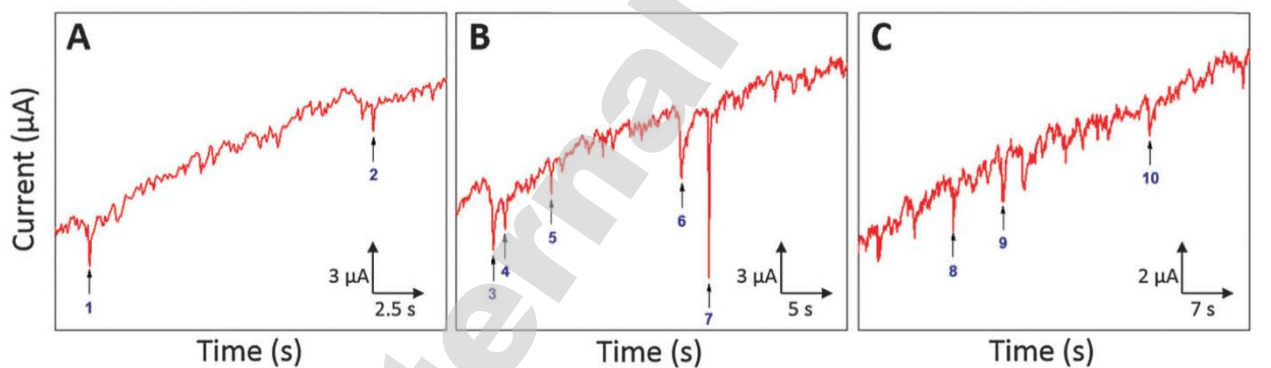 A
B
C
Current (µA)
1
2
3 µA
2.5 s
3
4
5
6
7
3 µA
5 s
8
9
10
2 µA
7 s
Time (s)
Time (s)
Time (s)
ternal